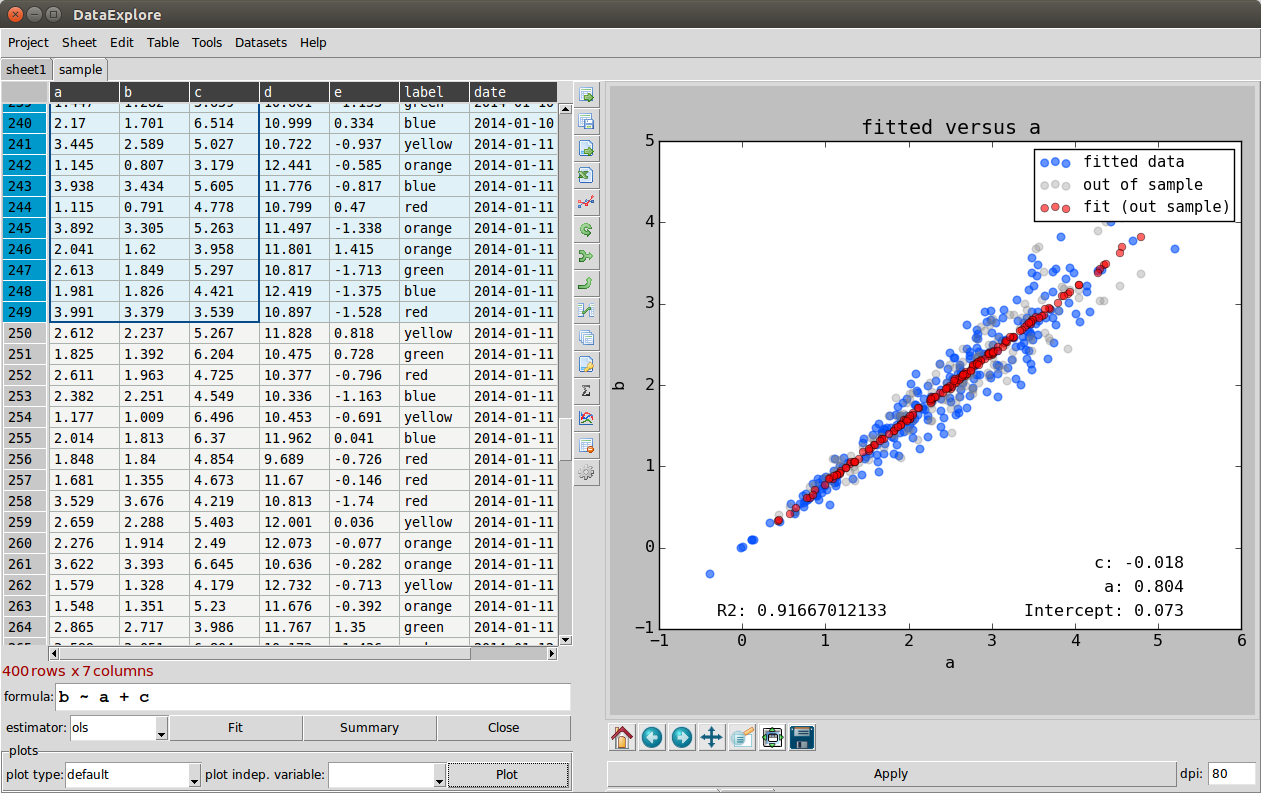 DataExplore
Project Sheet Edit Table Tools Datasets Help
sheet1 sample
a b c d e label date
240 2.17 1.701 6.514 10.999 0.334 blue 2014-01-10
241 3.445 2.589 5.027 10.722 -0.937 yellow 2014-01-11
242 1.145 0.807 3.179 12.441 -0.585 orange 2014-01-11
243 3.938 3.434 5.605 11.776 -0.817 blue 2014-01-11
244 1.115 0.791 4.778 10.799 0.47 red 2014-01-11
245 3.892 3.305 5.263 11.497 -1.338 orange 2014-01-11
246 2.041 1.62 3.958 11.801 1.415 orange 2014-01-11
247 2.613 1.849 5.297 10.817 -1.713 green 2014-01-11
248 1.981 1.826 4.421 12.419 -1.375 blue 2014-01-11
249 3.991 3.379 3.539 10.897 -1.528 red 2014-01-11
250 2.612 2.237 5.267 11.828 0.818 yellow 2014-01-11
251 1.825 1.392 6.204 10.475 0.728 green 2014-01-11
252 2.611 1.963 4.725 10.377 -0.796 red 2014-01-11
253 2.382 2.251 4.549 10.336 -1.163 blue 2014-01-11
254 1.177 1.009 6.496 10.453 -0.691 yellow 2014-01-11
255 2.014 1.813 6.37 11.962 0.041 blue 2014-01-11
256 1.848 1.84 4.854 9.689 -0.726 red 2014-01-11
257 1.681 1.355 4.673 11.67 -0.146 red 2014-01-11
258 3.529 3.676 4.219 10.813 -1.74 red 2014-01-11
259 2.659 2.288 5.403 12.001 0.036 yellow 2014-01-11
260 2.276 1.914 2.49 12.073 -0.077 orange 2014-01-11
261 3.622 3.393 6.645 10.636 -0.282 orange 2014-01-11
262 1.579 1.328 4.179 12.732 -0.713 yellow 2014-01-11
263 1.548 1.351 5.23 11.676 -0.392 orange 2014-01-11
264 2.865 2.717 3.986 11.767 1.35 green 2014-01-11
400 rows x 7 columns
formula: b ~ a + c
estimator: ols Fit Summary Close
plots
plot type: default plot indep. variable: Plot
Σ
fitted versus a
fitted data
out of sample
fit (out sample)
5
4
3
2
1
0
−1
b
c: -0.018
a: 0.804
R2: 0.91667012133 Intercept: 0.073
−1 0 1 2 3 4 5 6
a
Apply dpi: 80